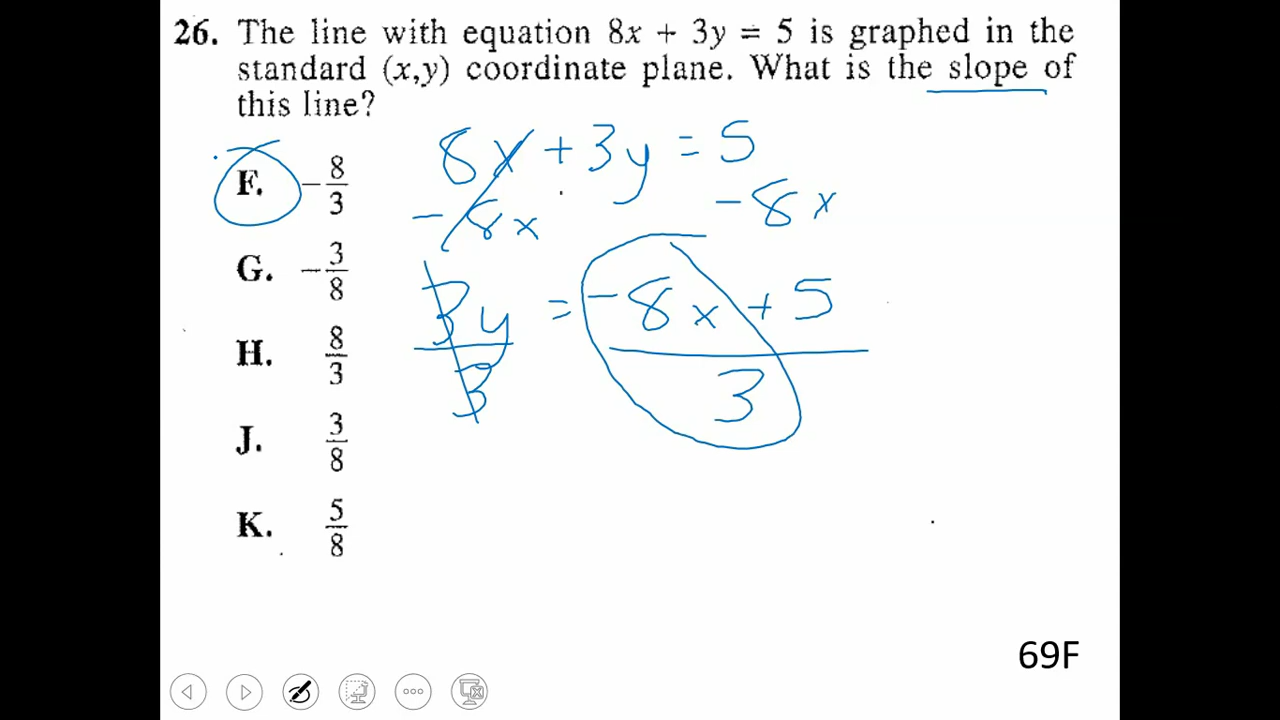 26. The line with equation 8x + 3y = 5 is graphed in the
standard (x,y) coordinate plane. What is the slope of
this line?
8x + 3y = 5
F. -8/3
- 8x - 8x
G. -3/8
3y/3 = -8x + 5/3
H. 8/3
J. 3/8
K. 5/8
69F